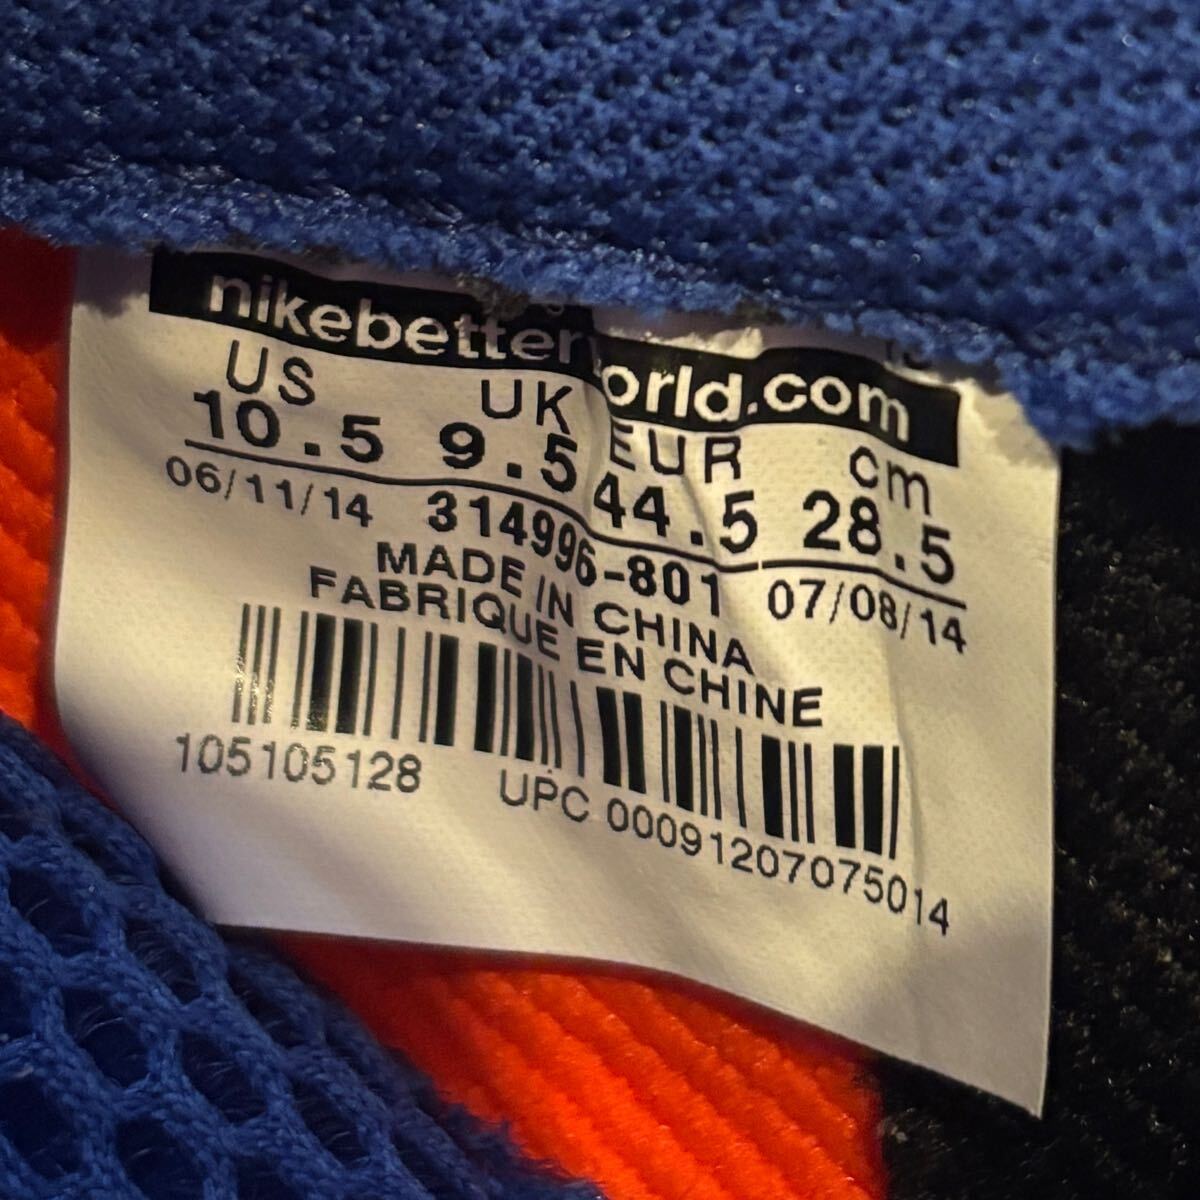 nikebetterworld.com
US UK EUR cm
10.5 9.5 44.5 28.5
06/11/14 314996-801 07/08/14
MADE IN CHINA
FABRIQUE EN CHINE
105105128 UPC 00091207075014